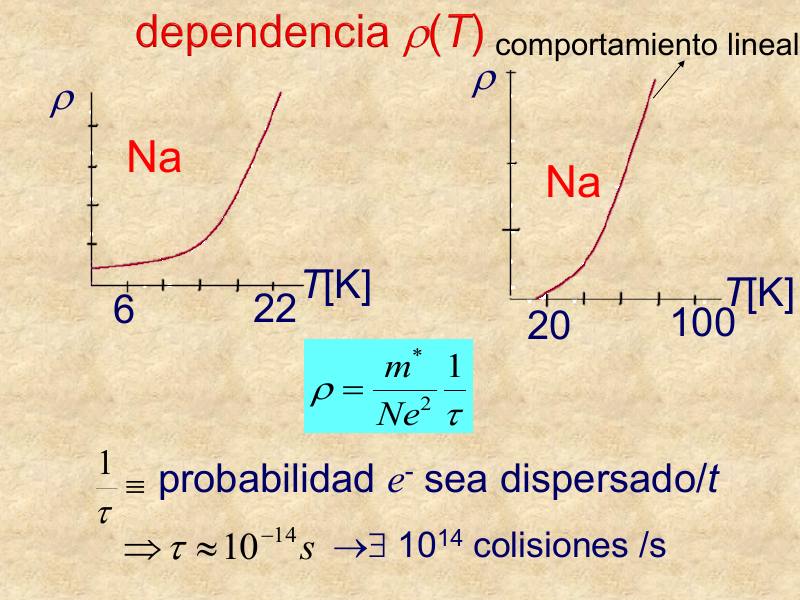 dependencia ρ(T)
comportamiento lineal
ρ
Na
6
22
T[K]
ρ
Na
20
100
T[K]
ρ = m* / Ne² 1 / τ
1 / τ ≡ probabilidad e- sea dispersado/t
⇒ τ ≈ 10⁻¹⁴ s →∃ 10¹⁴ colisiones /s